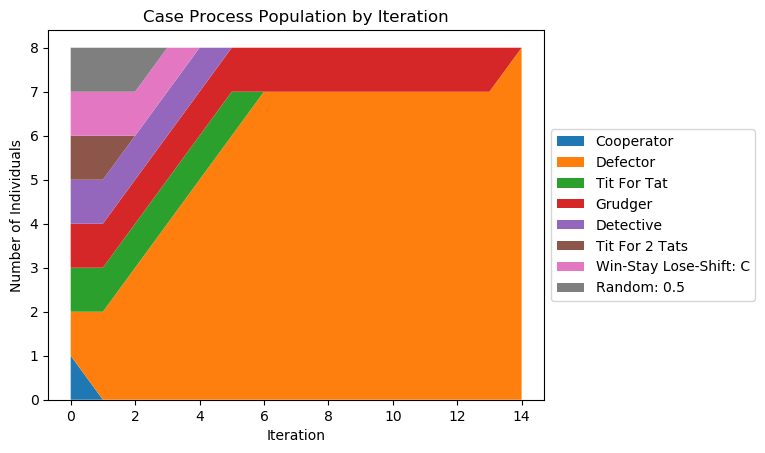 Case Process Population by Iteration
Number of Individuals
8
7
6
5
4
3
2
1
0
0 2 4 6 8 10 12 14
Iteration
Cooperator
Defector
Tit For Tat
Grudger
Detective
Tit For 2 Tats
Win-Stay Lose-Shift: C
Random: 0.5